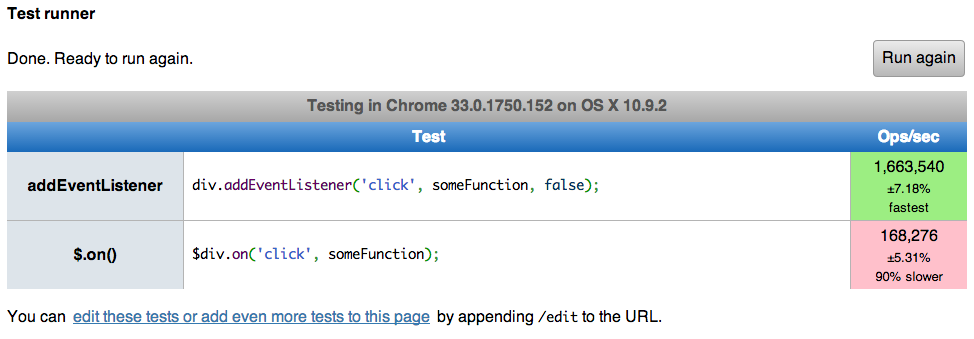 Test runner
Done. Ready to run again.
Run again
Testing in Chrome 33.0.1750.152 on OS X 10.9.2
Test Ops/sec
addEventListener div.addEventListener('click', someFunction, false); 1,663,540
±7.18%
fastest
$.on() $div.on('click', someFunction); 168,276
±5.31%
90% slower
You can edit these tests or add even more tests to this page by appending /edit to the URL.